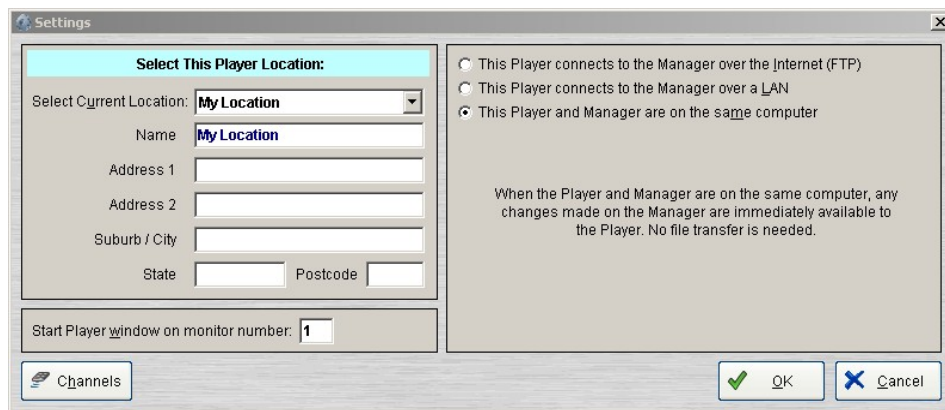 Settings
Select This Player Location:
Select Current Location: My Location
Name My Location
Address 1
Address 2
Suburb / City
State Postcode
Start Player window on monitor number: 1
This Player connects to the Manager over the Internet (FTP)
This Player connects to the Manager over a LAN
This Player and Manager are on the same computer
When the Player and Manager are on the same computer, any
changes made on the Manager are immediately available to
the Player. No file transfer is needed.
Channels
OK
Cancel